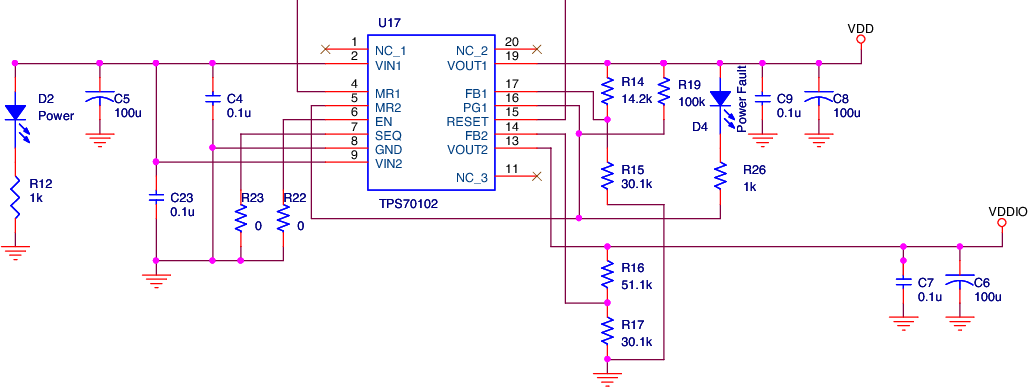 U17
VDD
1
NC_1
NC_2
20
2
VIN1
VOUT1
19
4
MR1
FB1
17
5
MR2
PG1
16
6
EN
RESET
15
7
SEQ
FB2
14
8
GND
VOUT2
13
9
VIN2
NC_3
11
TPS70102
D2
Power
C5
100u
C4
0.1u
R14
14.2k
R19
100k
Power Fault
D4
C9
0.1u
C8
100u
R12
1k
C23
0.1u
R23
0
R22
0
R15
30.1k
R26
1k
VDDIO
R16
51.1k
R17
30.1k
C7
0.1u
C6
100u